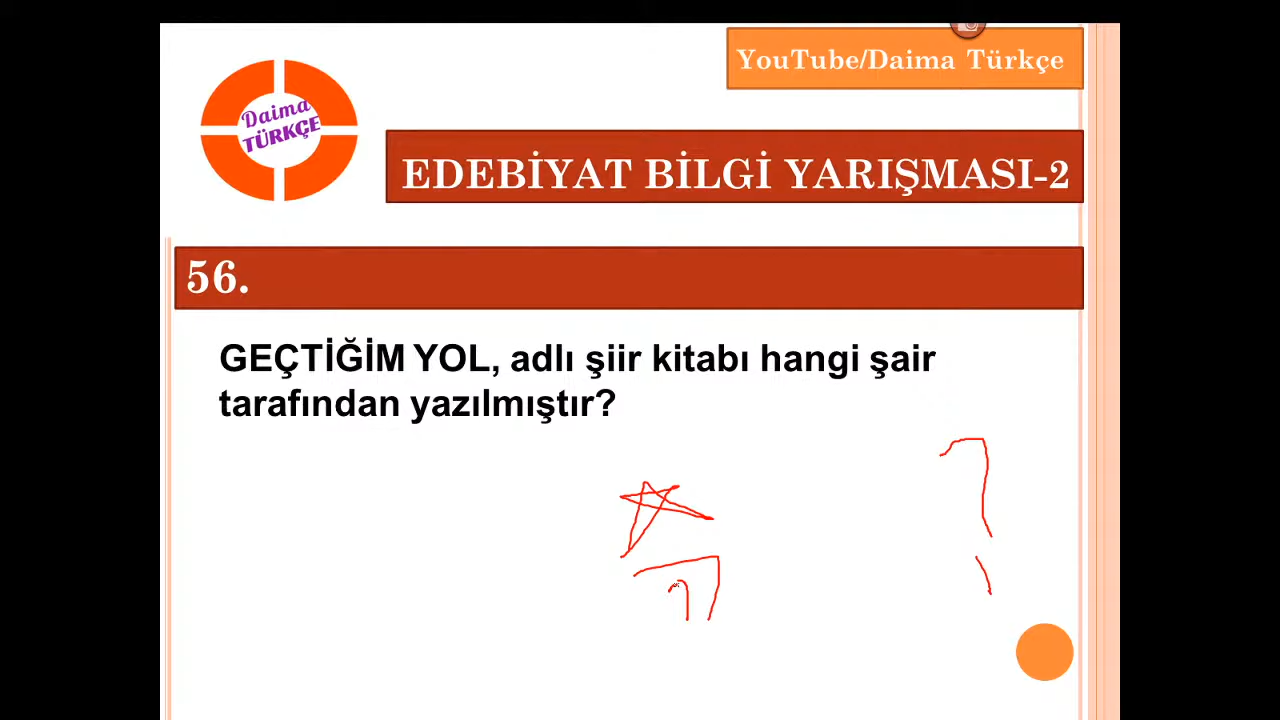 YouTube/Daima Türkçe
Daima
TÜRKÇE
EDEBİYAT BİLGİ YARIŞMASI-2
56.
GEÇTİĞİM YOL, adlı şiir kitabı hangi şair
tarafından yazılmıştır?